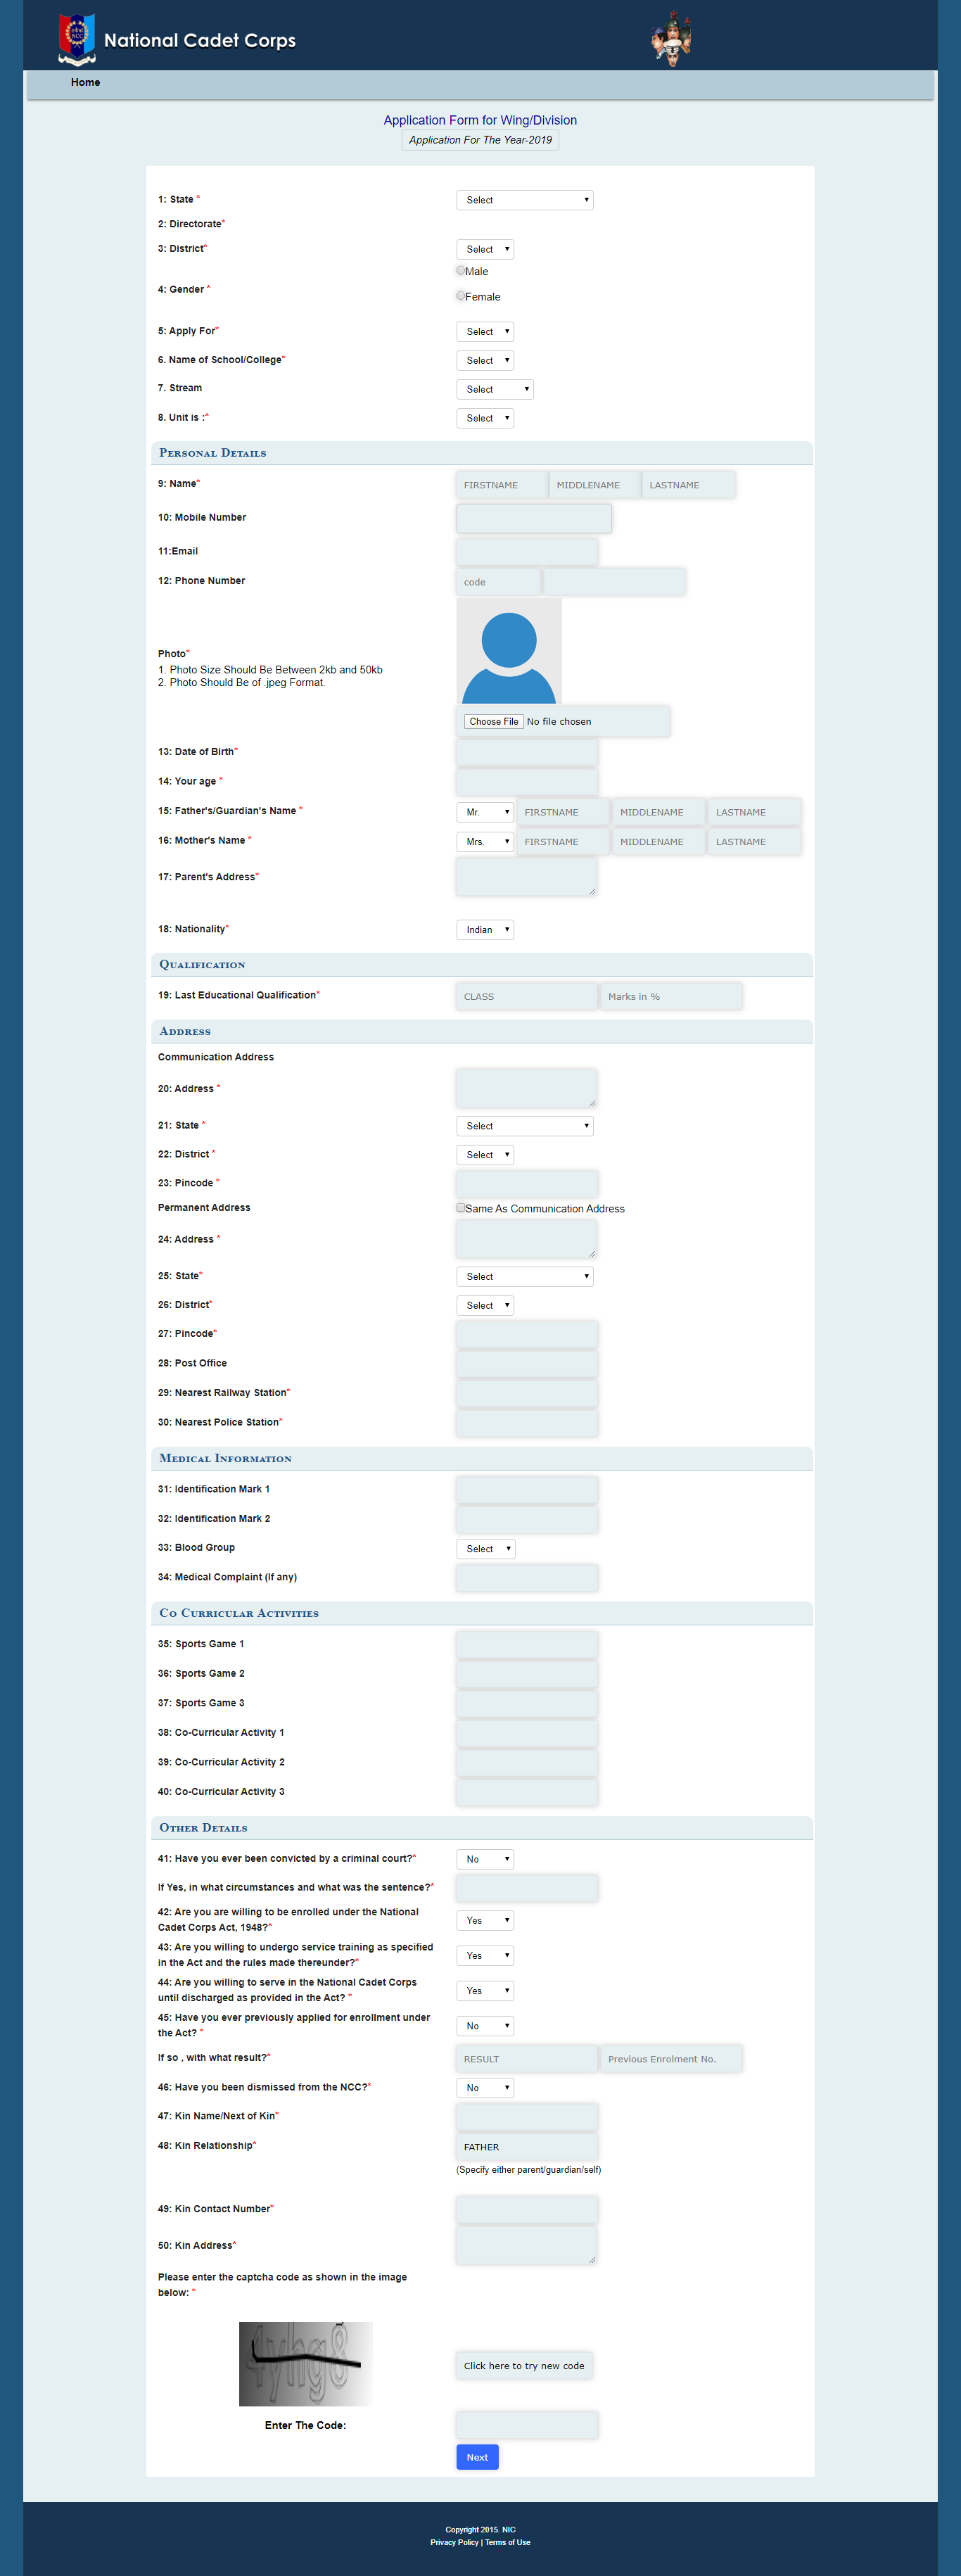 National Cadet Corps
Home
Application Form for Wing/Division
Application For The Year-2019
1: State * Select
2: Directorate*
3: District* Select
Male
4: Gender *
Female
5: Apply For* Select
6. Name of School/College* Select
7. Stream Select
8. Unit is :* Select
Personal Details
9: Name* FIRSTNAME MIDDLENAME LASTNAME
10: Mobile Number
11:Email
12: Phone Number code
Photo*
1. Photo Size Should Be Between 2kb and 50kb
2. Photo Should Be of .jpeg Format.
Choose File No file chosen
13: Date of Birth*
14: Your age *
15: Father's/Guardian's Name * Mr. FIRSTNAME MIDDLENAME LASTNAME
16: Mother's Name * Mrs. FIRSTNAME MIDDLENAME LASTNAME
17: Parent's Address*
18: Nationality* Indian
Qualification
19: Last Educational Qualification* CLASS Marks in %
Address
Communication Address
20: Address *
21: State * Select
22: District * Select
23: Pincode *
Permanent Address Same As Communication Address
24: Address *
25: State* Select
26: District* Select
27: Pincode*
28: Post Office
29: Nearest Railway Station*
30: Nearest Police Station*
Medical Information
31: Identification Mark 1
32: Identification Mark 2
33: Blood Group Select
34: Medical Complaint (If any)
Co Curricular Activities
35: Sports Game 1
36: Sports Game 2
37: Sports Game 3
38: Co-Curricular Activity 1
39: Co-Curricular Activity 2
40: Co-Curricular Activity 3
Other Details
41: Have you ever been convicted by a criminal court?* No
If Yes, in what circumstances and what was the sentence?*
42: Are you are willing to be enrolled under the National
Cadet Corps Act, 1948?* Yes
43: Are you willing to undergo service training as specified
in the Act and the rules made thereunder?* Yes
44: Are you willing to serve in the National Cadet Corps
until discharged as provided in the Act? * Yes
45: Have you ever previously applied for enrollment under
the Act? * No
If so , with what result?* RESULT Previous Enrolment No.
46: Have you been dismissed from the NCC?* No
47: Kin Name/Next of Kin*
48: Kin Relationship* FATHER
(Specify either parent/guardian/self)
49: Kin Contact Number*
50: Kin Address*
Please enter the captcha code as shown in the image
below: *
4yhg8
Click here to try new code
Enter The Code:
Next
Copyright 2015. NIC
Privacy Policy | Terms of Use